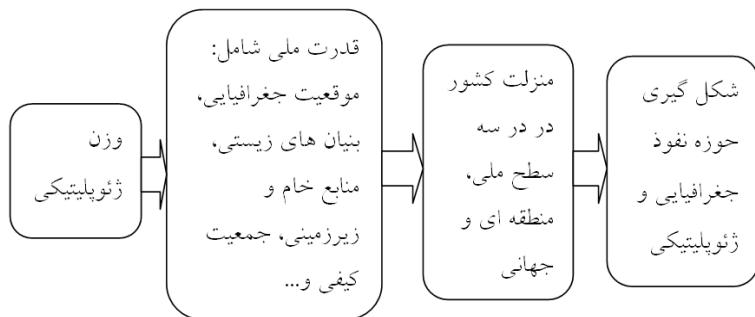 وزن
ژئوپلیتیکی
قدرت ملی شامل:
موقعیت جغرافیایی،
بنیان های زیستی،
منابع خام و
زیرزمینی، جمعیت
کیفی و...
منزلت کشور
در در سه
سطح ملی،
منطقه ای و
جهانی
شکل گیری
حوزه نفوذ
جغرافیایی و
ژئوپلیتیکی